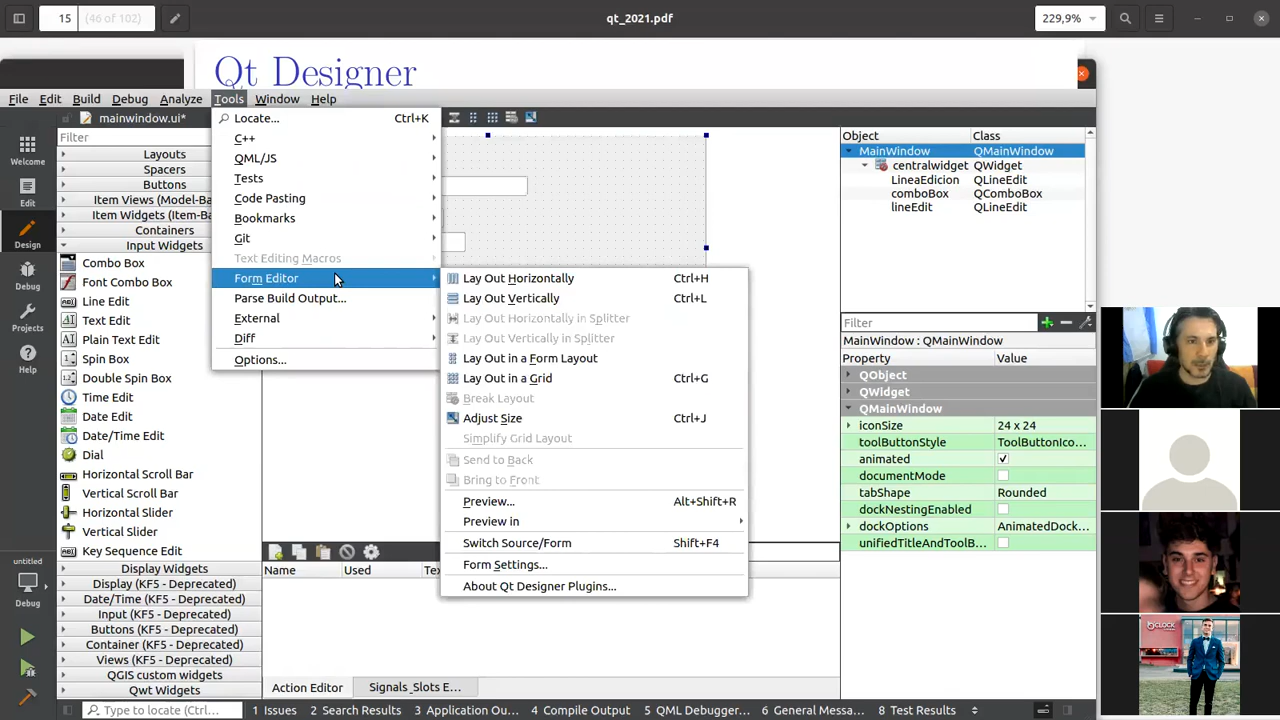 15
(46 of 102)
qt_2021.pdf
229,9%
Qt Designer
File Edit Build Debug Analyze Tools Window Help
mainwindow.ui*
Filter
Layouts
Spacers
Buttons
Item Views (Model-Ba
Item Widgets (Item-Ba
Containers
Input Widgets
Combo Box
Font Combo Box
Line Edit
Text Edit
Plain Text Edit
Spin Box
Double Spin Box
Time Edit
Date Edit
Date/Time Edit
Dial
Horizontal Scroll Bar
Vertical Scroll Bar
Horizontal Slider
Vertical Slider
Key Sequence Edit
Display Widgets
Display (KF5 - Deprecated)
Date/Time (KF5 - Deprecated)
Input (KF5 - Deprecated)
Buttons (KF5 - Deprecated)
Container (KF5 - Deprecated)
Views (KF5 - Deprecated)
QGIS custom widgets
Qwt Widgets
Welcome
Edit
Design
Debug
Projects
Help
untitled
Debug
Locate... Ctrl+K
C++
QML/JS
Tests
Code Pasting
Bookmarks
Git
Text Editing Macros
Form Editor
Parse Build Output...
External
Diff
Options...
Lay Out Horizontally Ctrl+H
Lay Out Vertically Ctrl+L
Lay Out Horizontally in Splitter
Lay Out Vertically in Splitter
Lay Out in a Form Layout
Lay Out in a Grid Ctrl+G
Break Layout
Adjust Size Ctrl+J
Simplify Grid Layout
Send to Back
Bring to Front
Preview... Alt+Shift+R
Preview in
Switch Source/Form Shift+F4
Form Settings...
About Qt Designer Plugins...
Name Used Tex
Action Editor Signals_Slots E...
Object Class
MainWindow QMainWindow
centralwidget QWidget
LineaEdicion QLineEdit
comboBox QComboBox
lineEdit QLineEdit
Filter
MainWindow : QMainWindow
Property Value
QObject
QWidget
QMainWindow
iconSize 24 x 24
toolButtonStyle ToolButtonIco...
animated
documentMode
tabShape Rounded
dockNestingEnabled
dockOptions AnimatedDock...
unifiedTitleAndToolB...
Type to locate (Ctrl... 1 Issues 2 Search Results 3 Application Ou... 4 Compile Output 5 QML Debugger... 6 General Messa... 8 Test Results
CLOCK